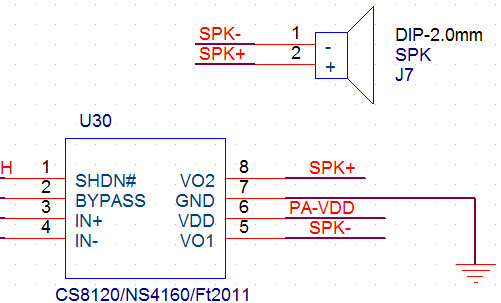 SPK- 1 - DIP-2.0mm
SPK+ 2 + SPK
J7
U30
H 1 SHDN# VO2 8 SPK+
2 BYPASS GND 7
3 IN+ VDD 6 PA-VDD
4 IN- VO1 5 SPK-
CS8120/NS4160/Ft2011